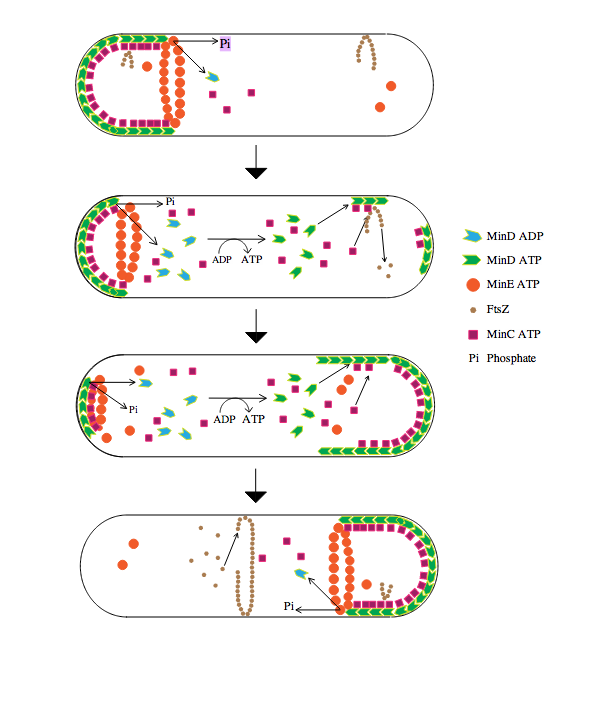 Pi
Pi
ADP ATP
MinD ADP
MinD ATP
MinE ATP
FtsZ
MinC ATP
Pi Phosphate
Pi
ADP ATP
Pi